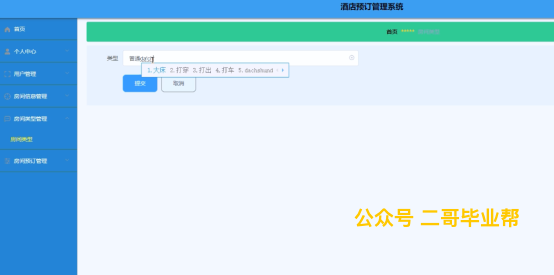 酒店预订管理系统
首页
首页 *****
个人中心
用户管理
房间信息管理
房间类型管理
房间类型
房间预订管理
类型 普通da'ch
1.大床 2.打穿 3.打出 4.打车 5.dachshund
提交 取消
公众号 二哥毕业帮